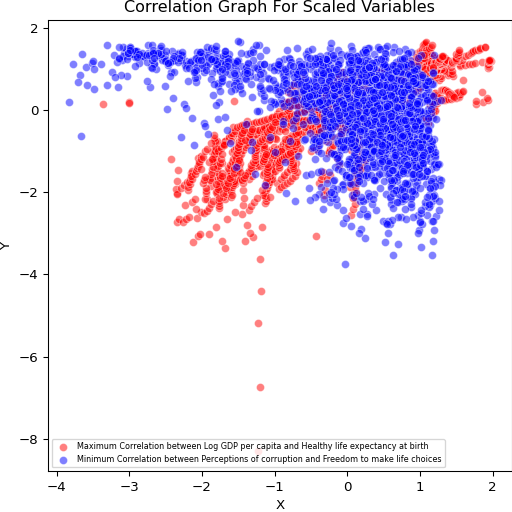 Correlation Graph For Scaled Variables
2
0
−2
−4
−6
−8
Y
−4 −3 −2 −1 0 1 2
X
Maximum Correlation between Log GDP per capita and Healthy life expectancy at birth
Minimum Correlation between Perceptions of corruption and Freedom to make life choices